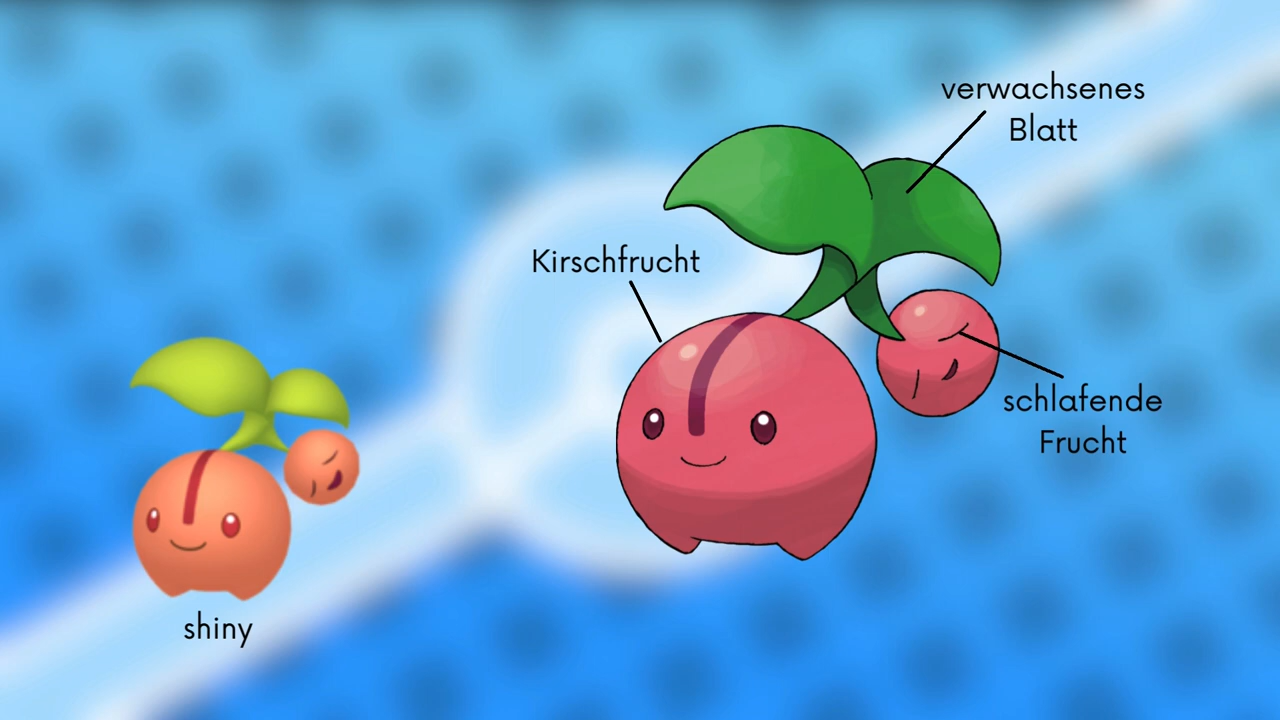 verwachsenes
Blatt
Kirschfrucht
schlafende
Frucht
shiny